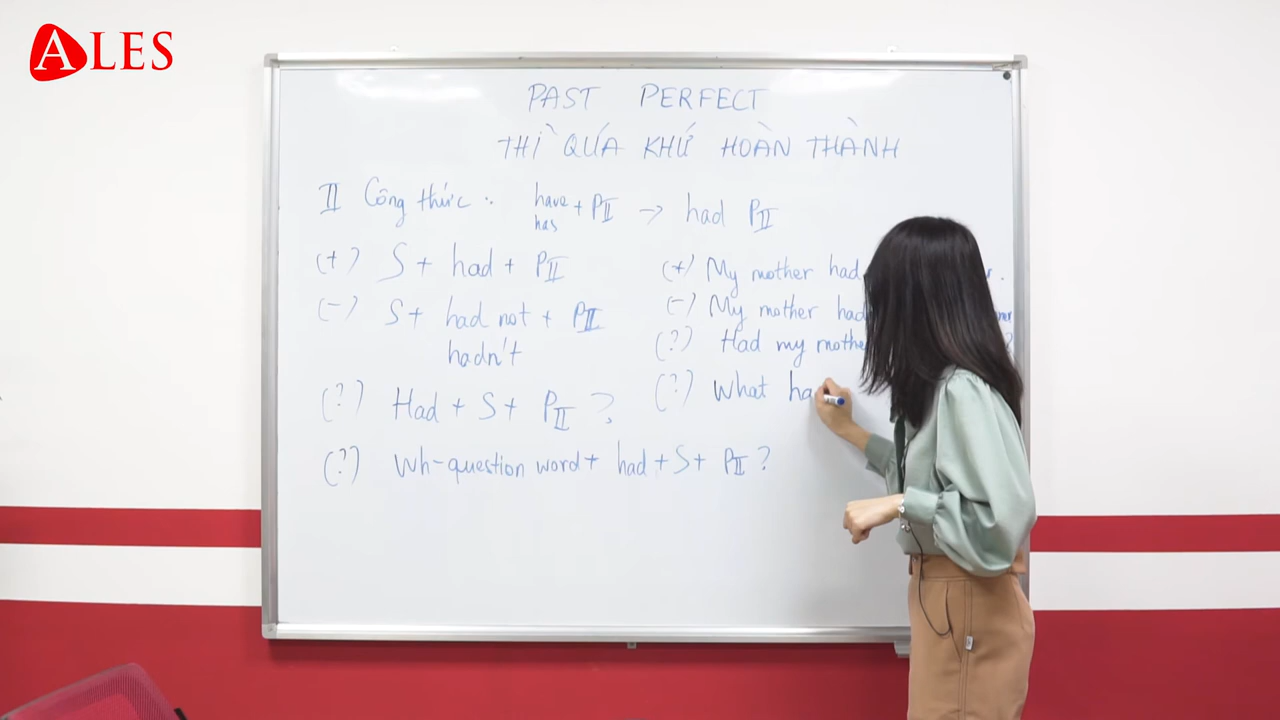 ALES
PAST PERFECT
THÌ QÚA KHỨ HOÀN THÀNH
II Công thức : have has + PII → had PII
(+) S + had + PII
(-) S + had not + PII
hadn't
(?) Had + S + PII ?
(?) Wh-question word + had + S + PII ?
(+) My mother had
(-) My mother had
(?) Had my mother ?
(?) What ha